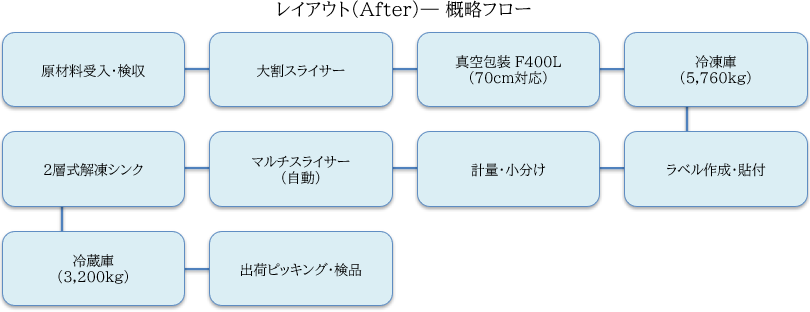 レイアウト（After）― 概略フロー
原材料受入・検収
大割スライサー
真空包装 F400L
（70cm対応）
冷凍庫
（5,760kg）
2層式解凍シンク
マルチスライサー
（自動）
計量・小分け
ラベル作成・貼付
冷蔵庫
（3,200kg）
出荷ピッキング・検品